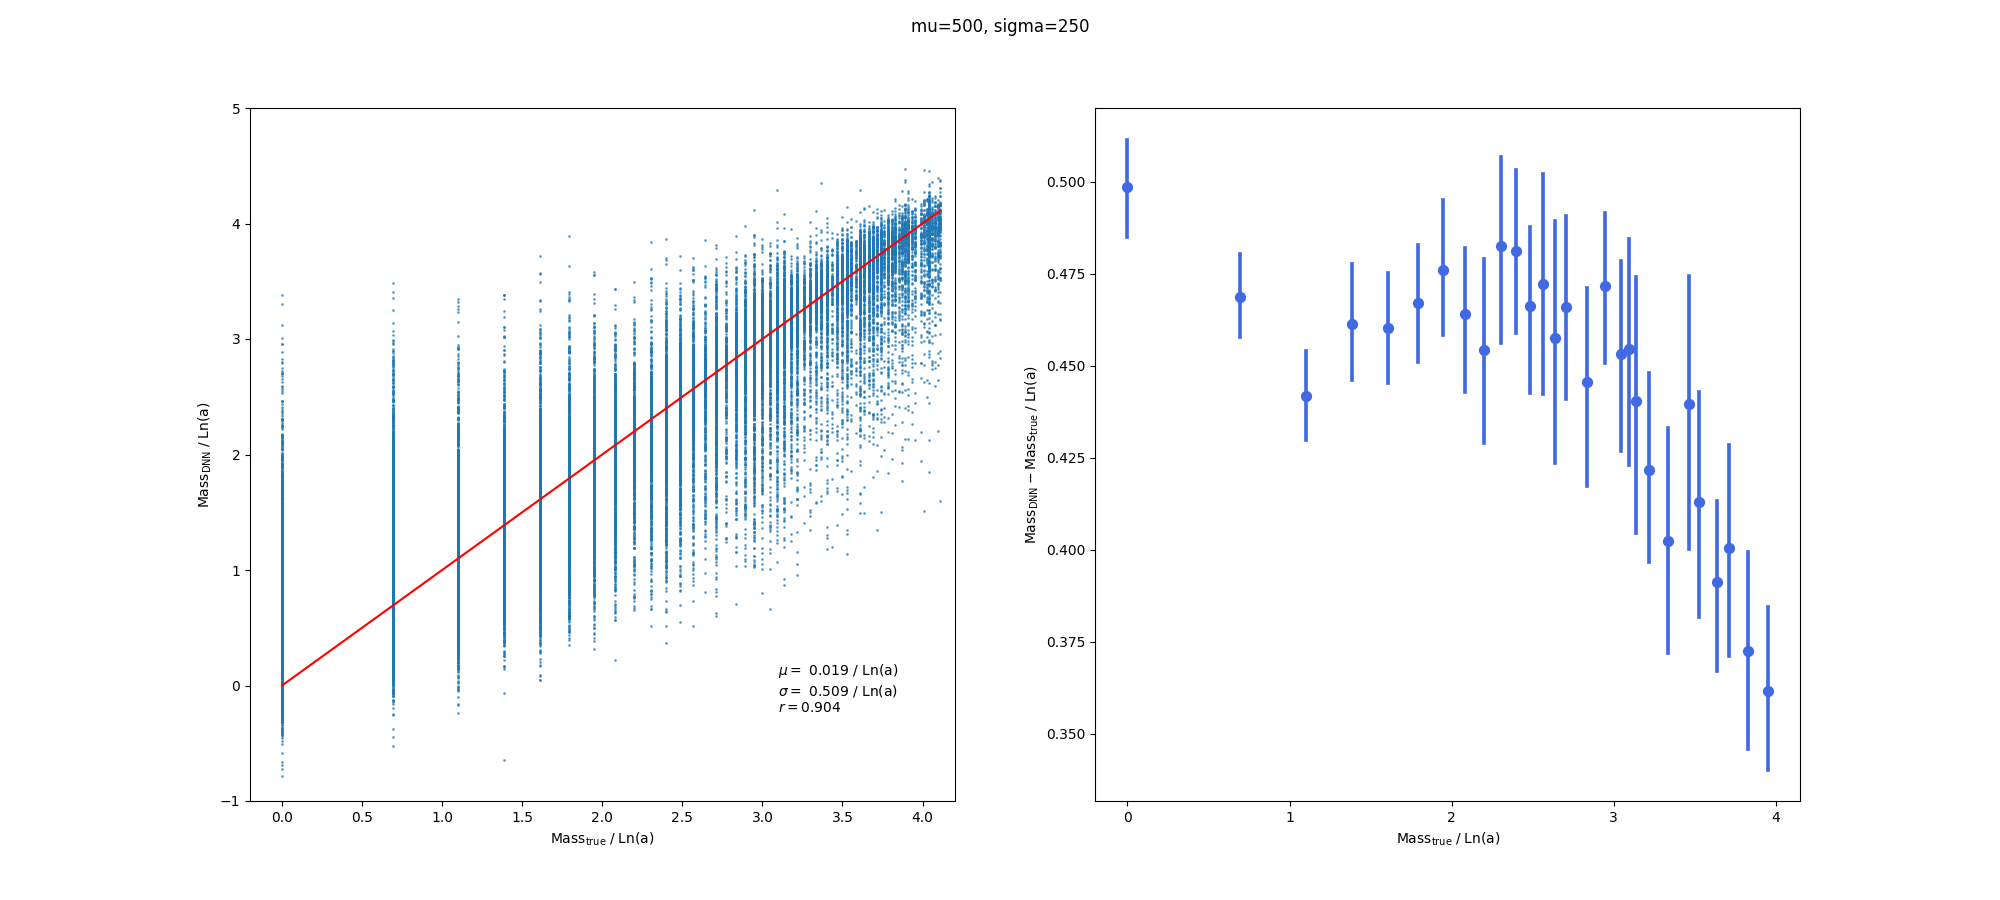 mu=500, sigma=250
5
4
3
2
1
0
−1
Mass_DNN / Ln(a)
μ = 0.019 / Ln(a)
σ = 0.509 / Ln(a)
r = 0.904
0.0 0.5 1.0 1.5 2.0 2.5 3.0 3.5 4.0
Mass_true / Ln(a)
0.500
0.475
0.450
0.425
0.400
0.375
0.350
Mass_DNN − Mass_true / Ln(a)
0 1 2 3 4
Mass_true / Ln(a)